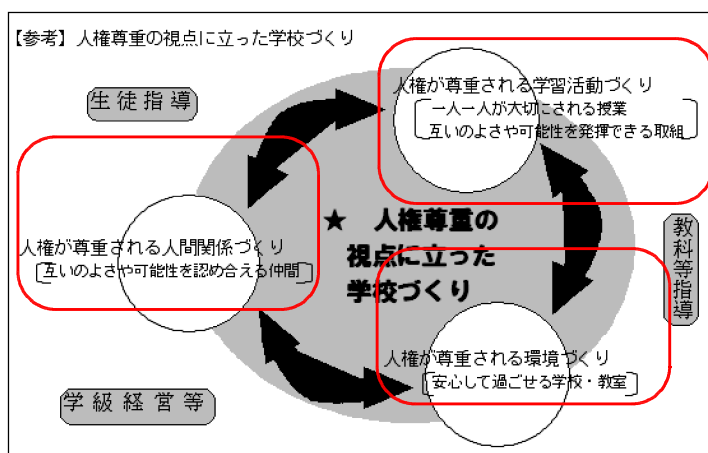 【参考】人権尊重の視点に立った学校づくり
生徒指導
人権が尊重される学習活動づくり
一人一人が大切にされる授業
互いのよさや可能性を発揮できる取組
★ 人権尊重の
視点に立った
学校づくり
人権が尊重される人間関係づくり
互いのよさや可能性を認め合える仲間
教科等指導
人権が尊重される環境づくり
安心して過ごせる学校・教室
学級経営等